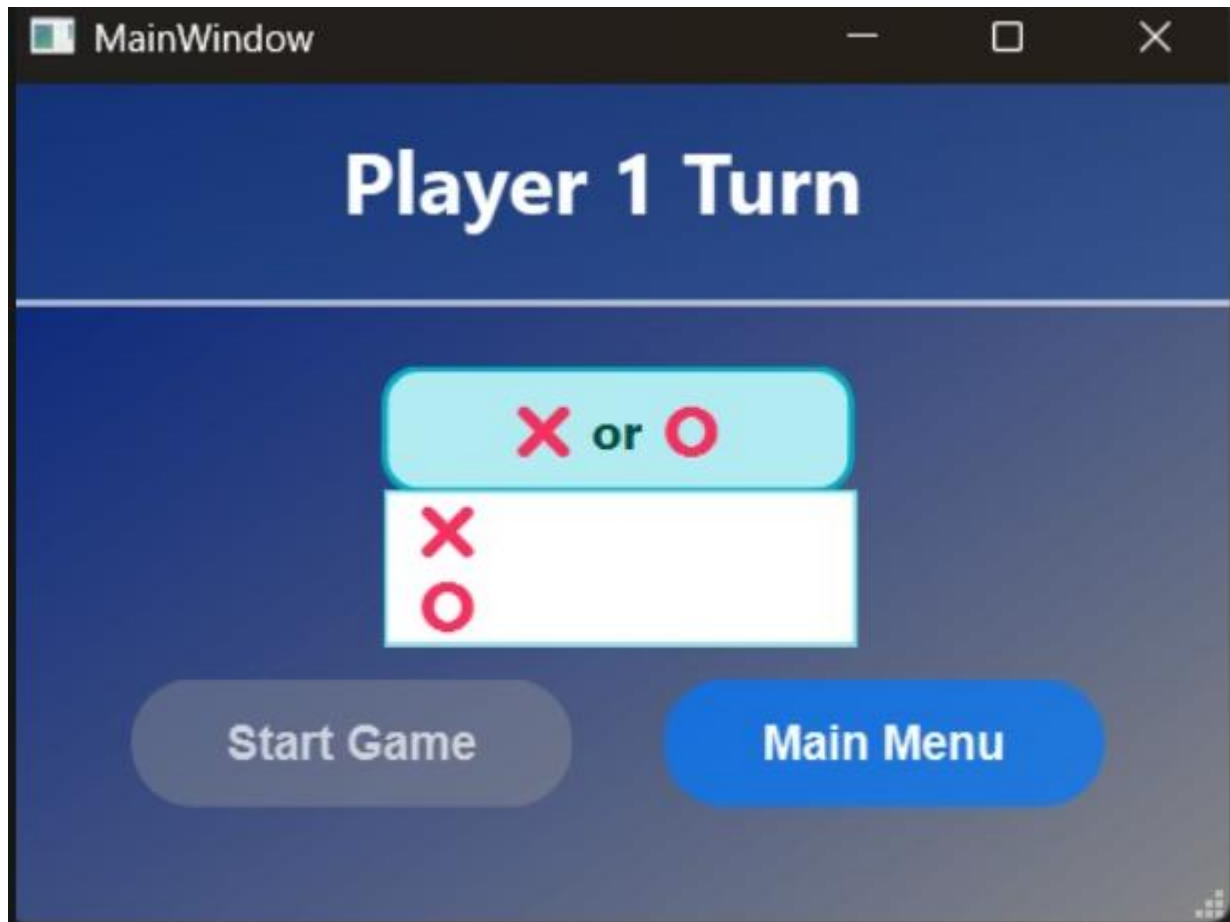 MainWindow
Player 1 Turn
❌ or ⭕
❌
⭕
Start Game
Main Menu